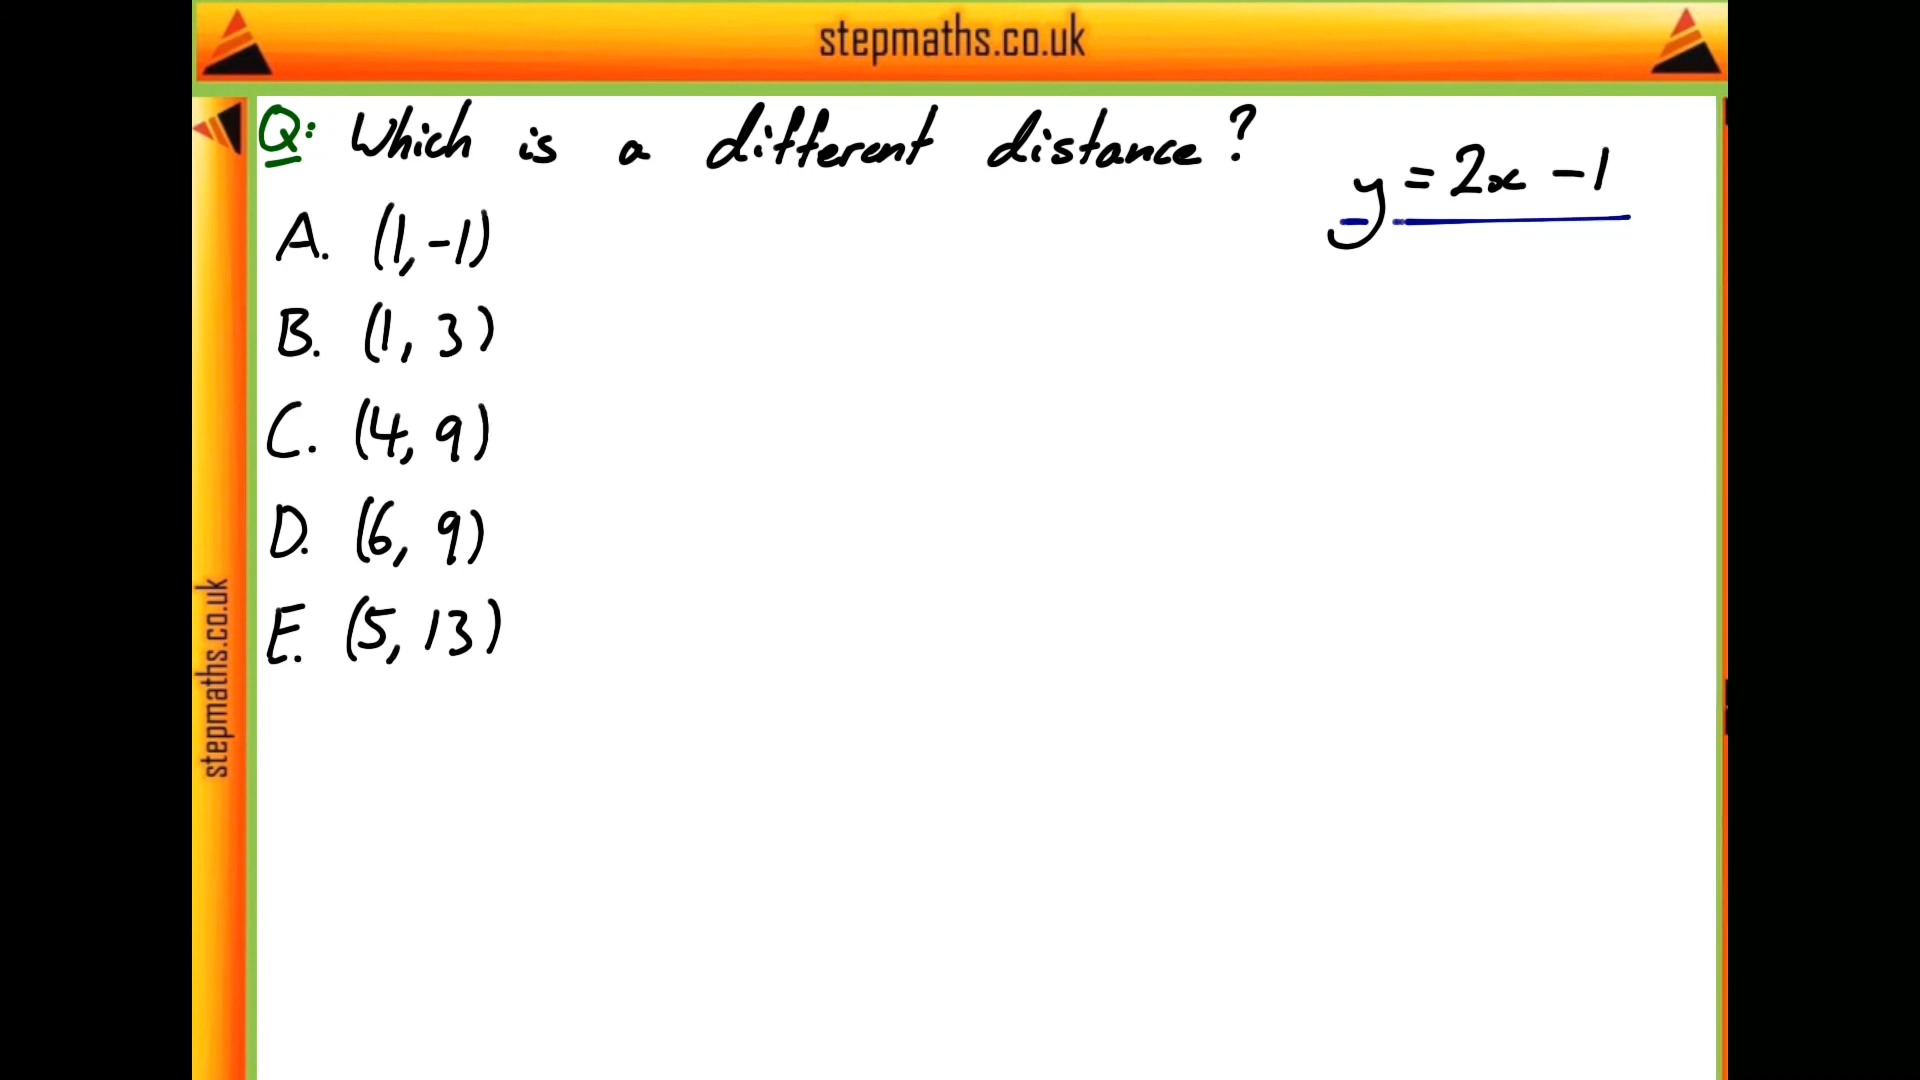 stepmaths.co.uk
Q: Which is a different distance?
y = 2x - 1
A. (1, -1)
B. (1, 3)
C. (4, 9)
D. (6, 9)
E. (5, 13)
stepmaths.co.uk